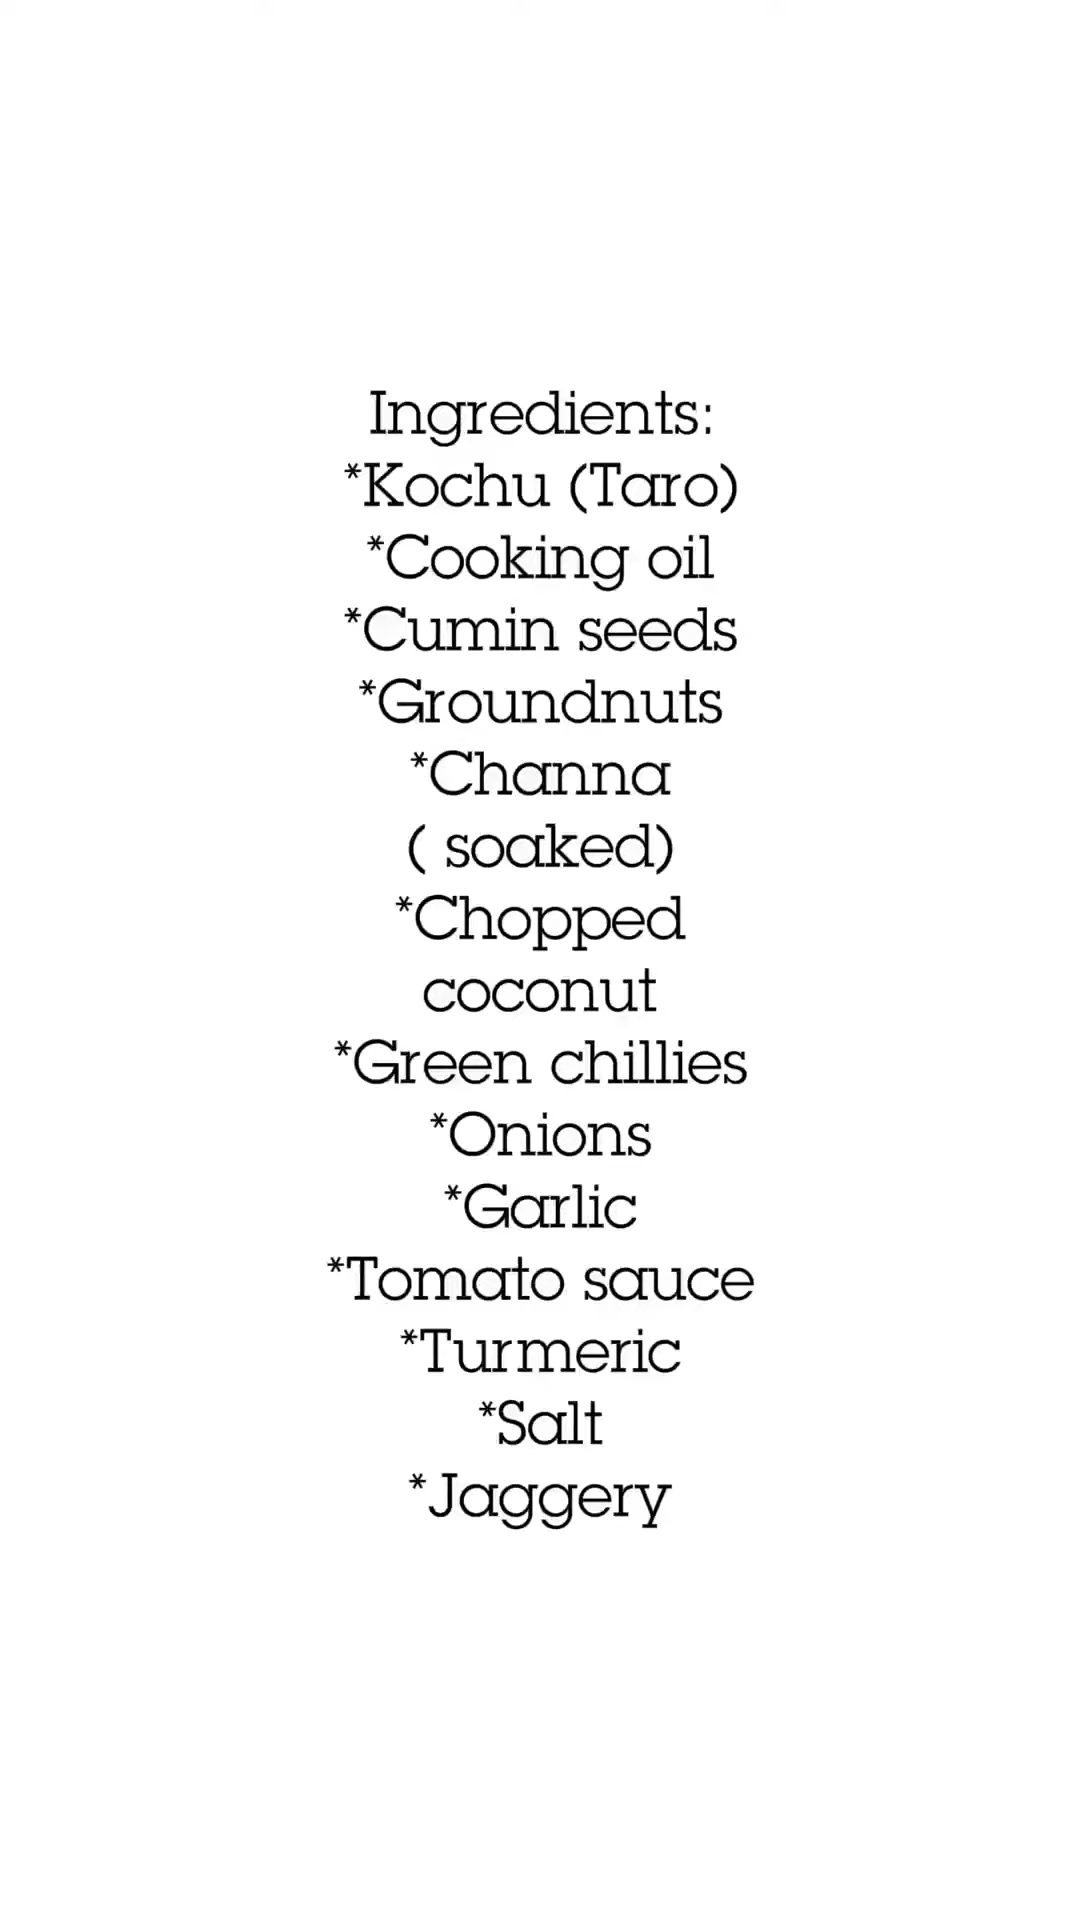 Ingredients:
*Kochu (Taro)
*Cooking oil
*Cumin seeds
*Groundnuts
*Channa
( soaked)
*Chopped
coconut
*Green chillies
*Onions
*Garlic
*Tomato sauce
*Turmeric
*Salt
*Jaggery